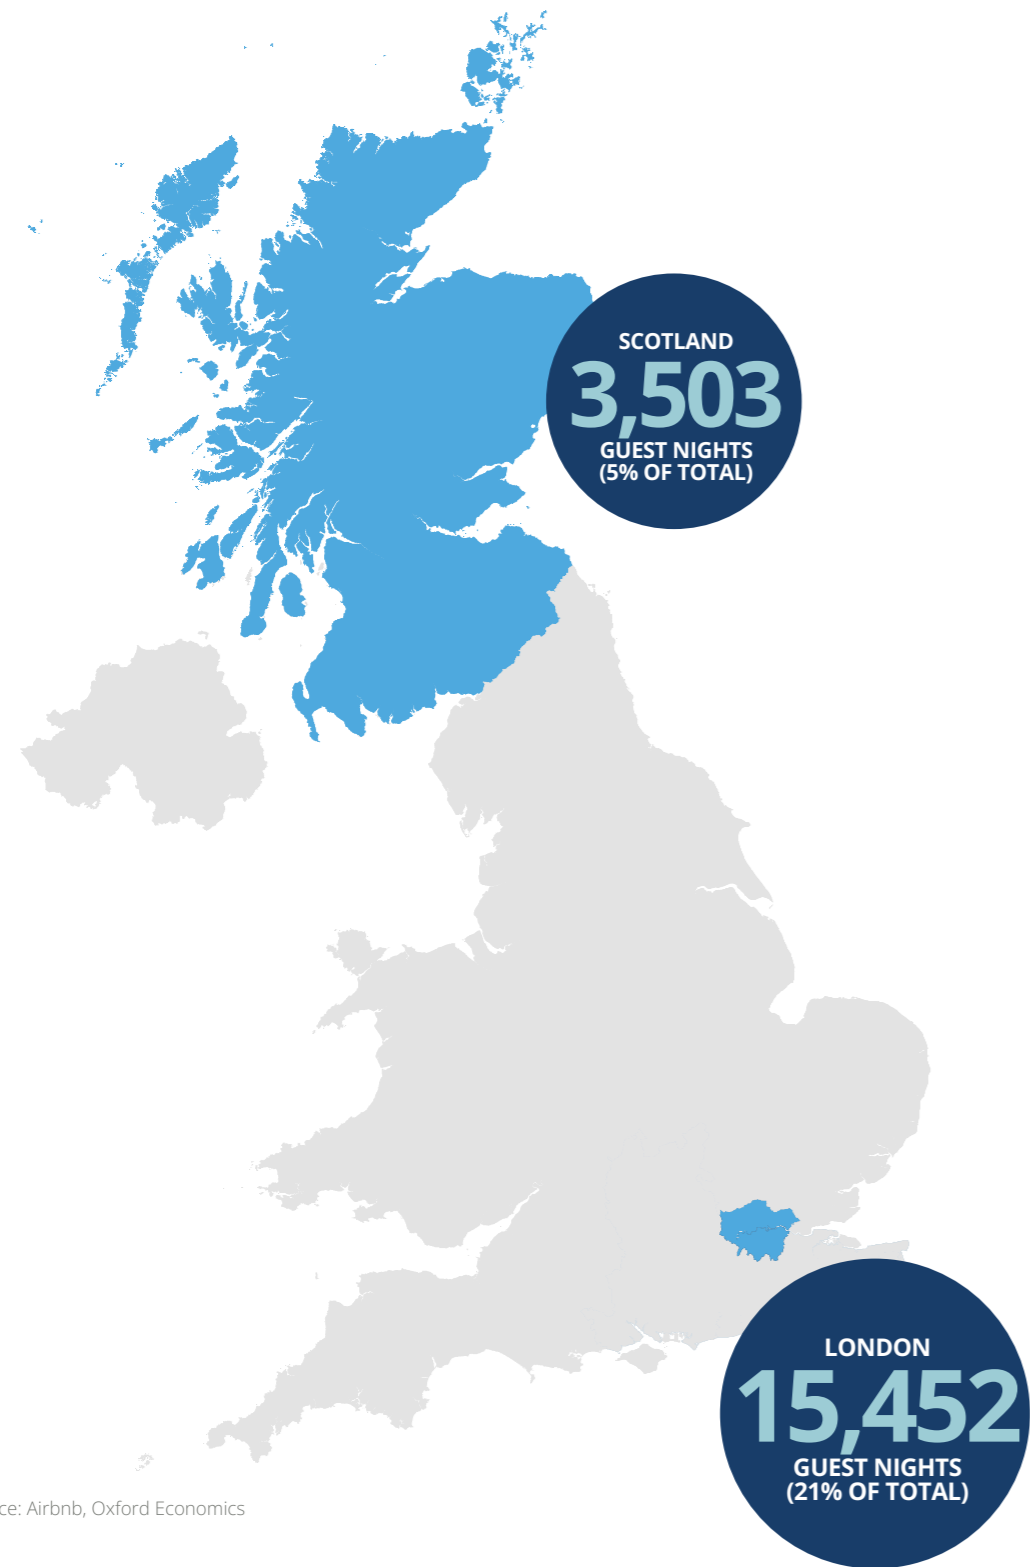 SCOTLAND
3,503
GUEST NIGHTS
(5% OF TOTAL)
LONDON
15,452
GUEST NIGHTS
(21% OF TOTAL)
ce: Airbnb, Oxford Economics